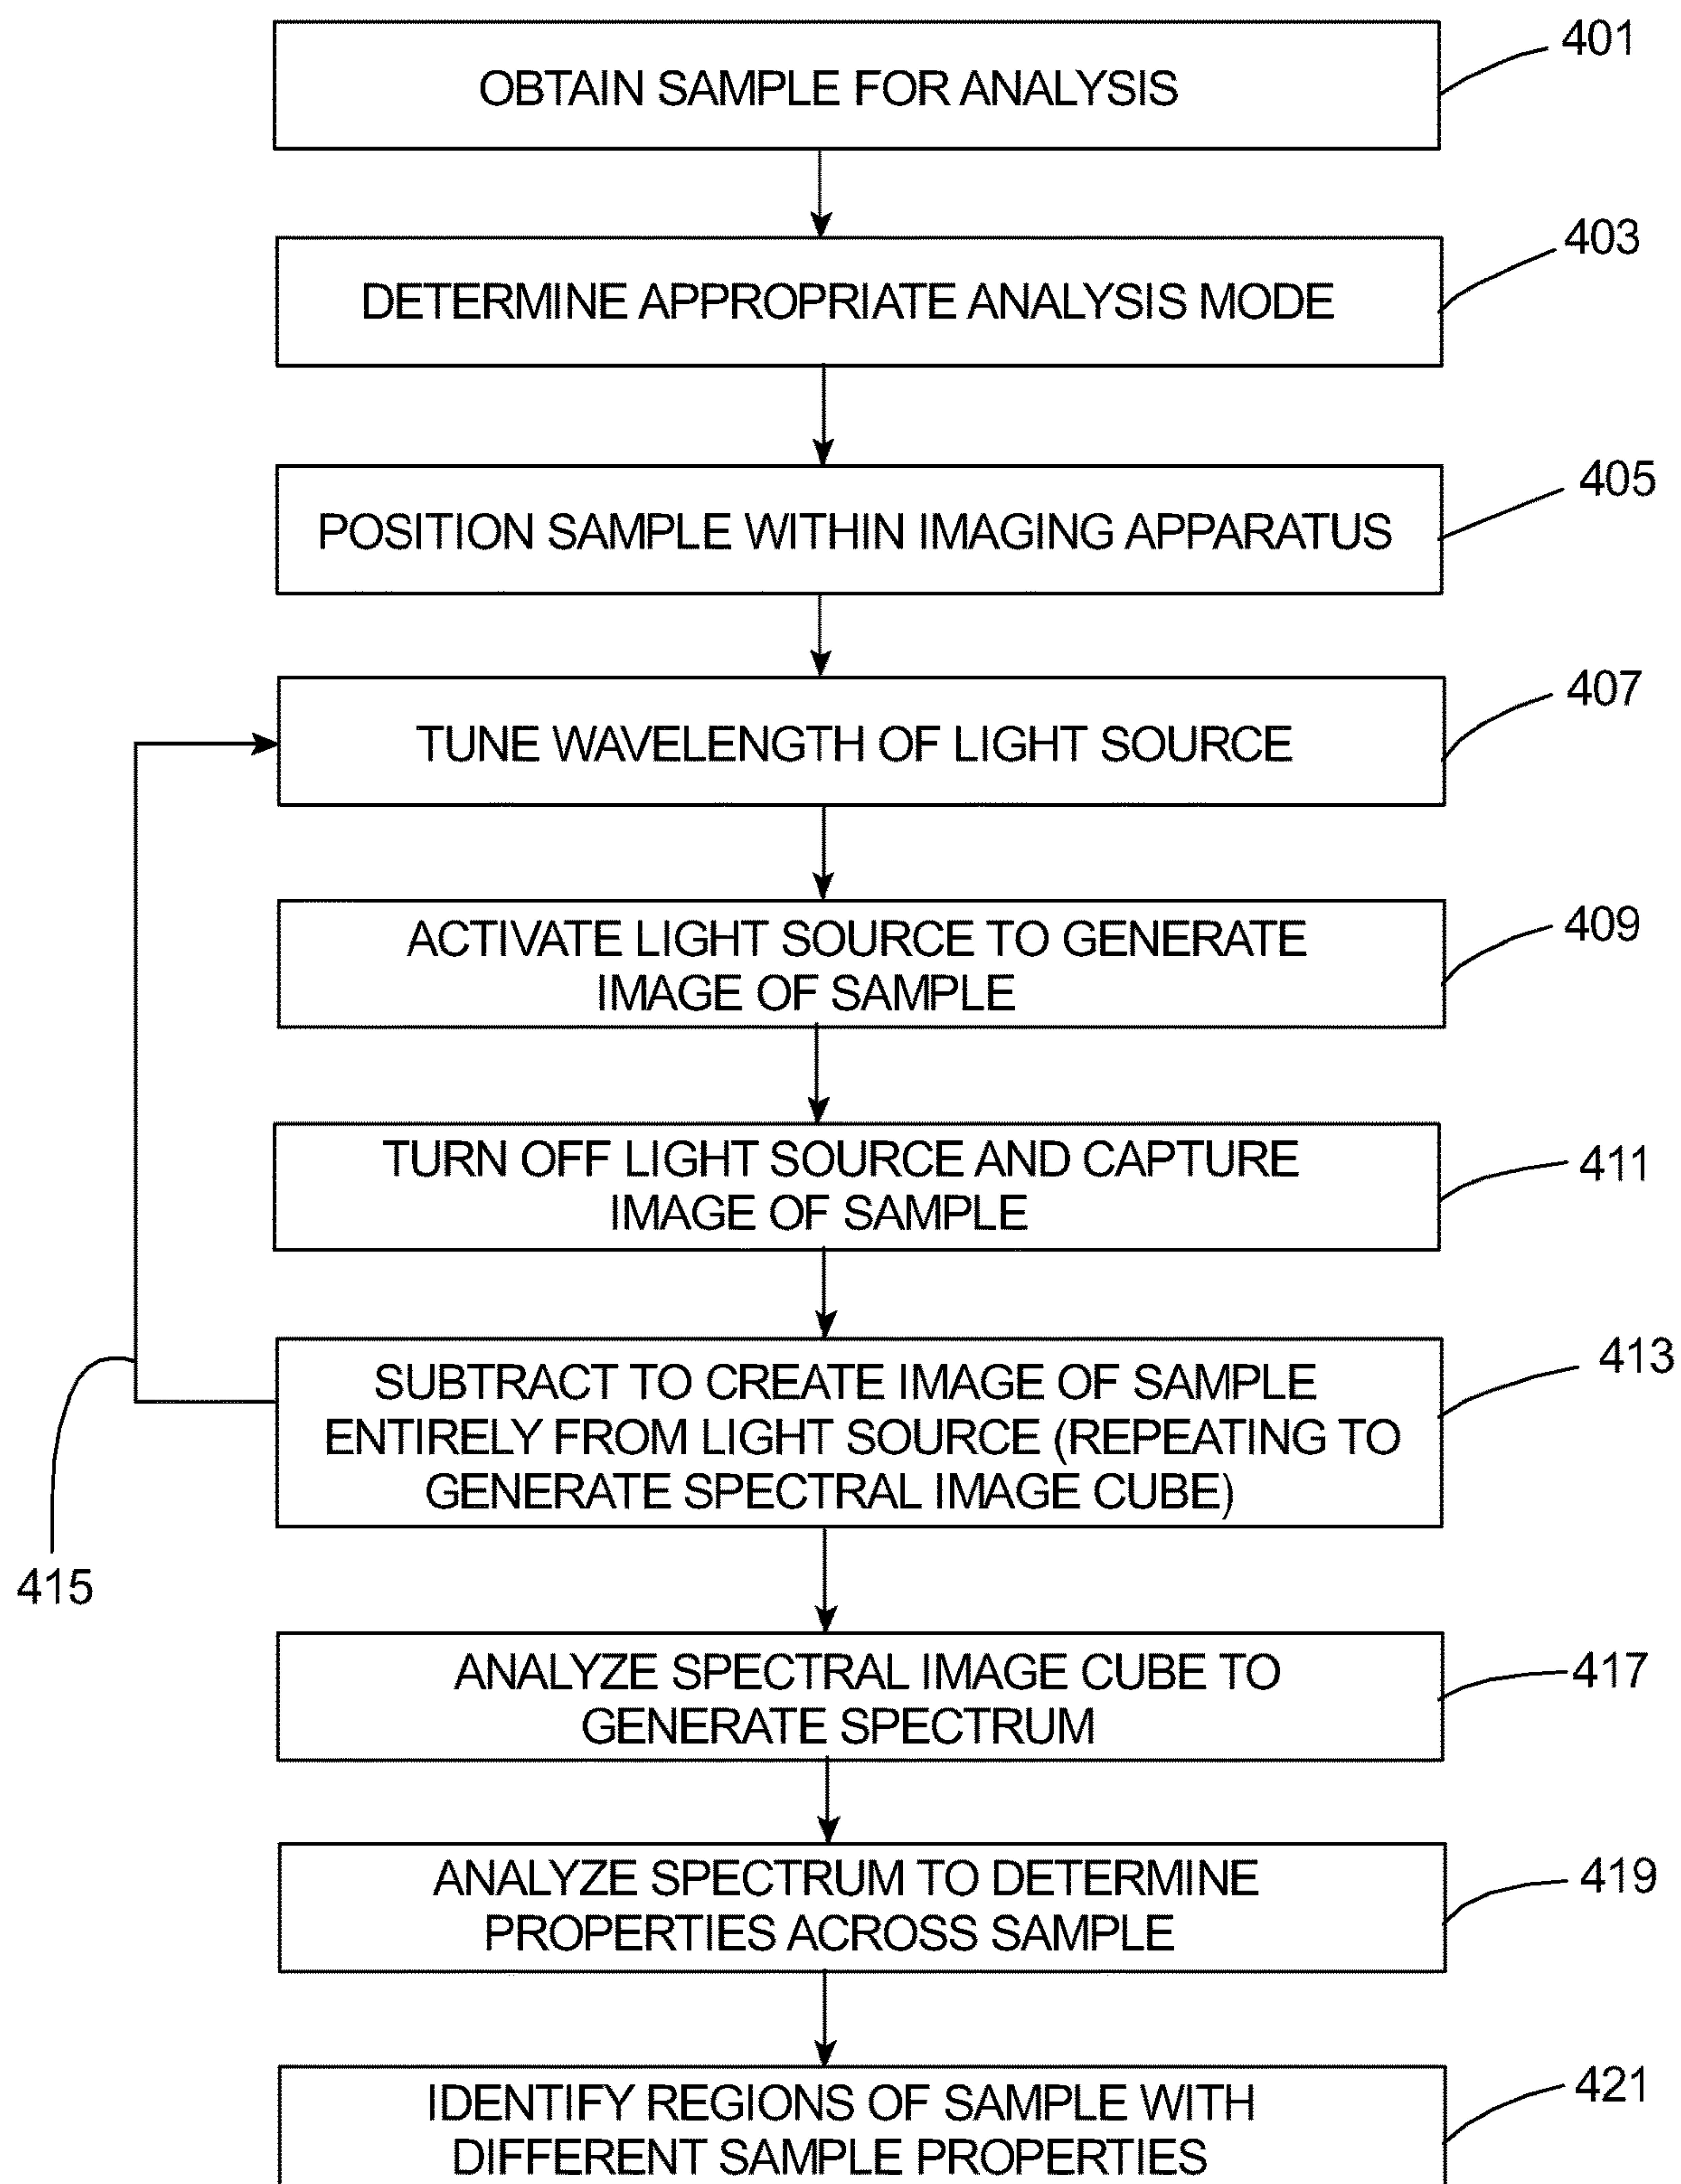 401
OBTAIN SAMPLE FOR ANALYSIS
403
DETERMINE APPROPRIATE ANALYSIS MODE
405
POSITION SAMPLE WITHIN IMAGING APPARATUS
407
TUNE WAVELENGTH OF LIGHT SOURCE
409
ACTIVATE LIGHT SOURCE TO GENERATE
IMAGE OF SAMPLE
411
TURN OFF LIGHT SOURCE AND CAPTURE
IMAGE OF SAMPLE
413
SUBTRACT TO CREATE IMAGE OF SAMPLE
ENTIRELY FROM LIGHT SOURCE (REPEATING TO
GENERATE SPECTRAL IMAGE CUBE)
415
417
ANALYZE SPECTRAL IMAGE CUBE TO
GENERATE SPECTRUM
419
ANALYZE SPECTRUM TO DETERMINE
PROPERTIES ACROSS SAMPLE
421
IDENTIFY REGIONS OF SAMPLE WITH
DIFFERENT SAMPLE PROPERTIES